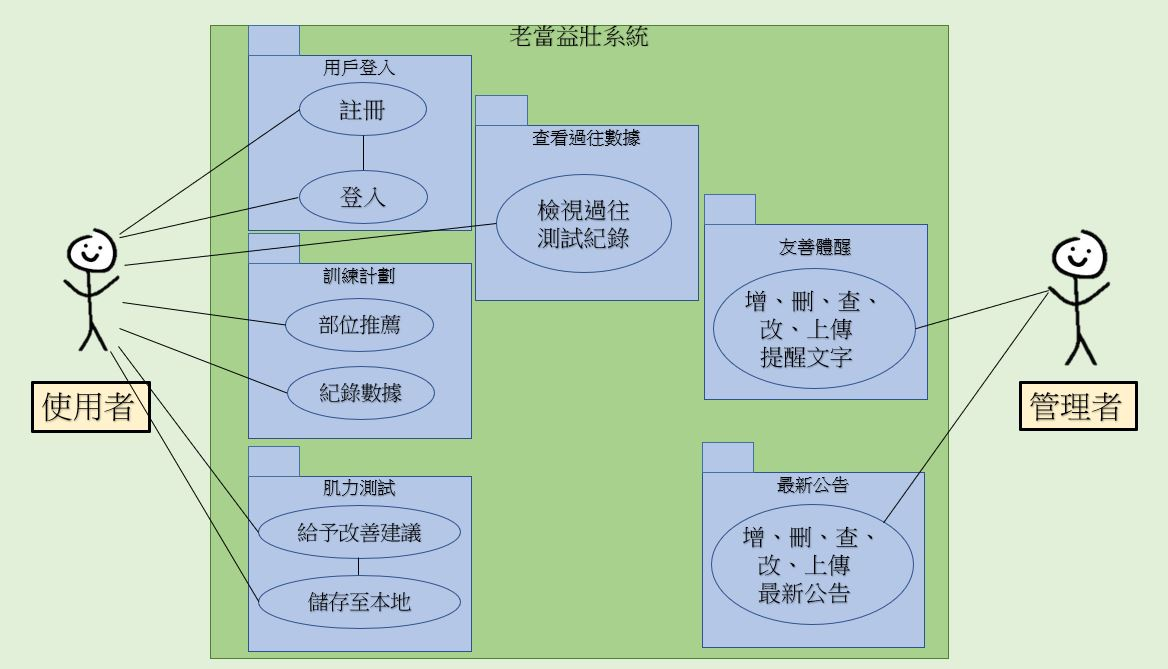 老當益壯系統
用戶登入
註冊
登入
查看過往數據
檢視過往
測試紀錄
訓練計劃
部位推薦
紀錄數據
肌力測試
給予改善建議
儲存至本地
友善體醒
增、刪、查、
改、上傳
提醒文字
最新公告
增、刪、查、
改、上傳
最新公告
使用者
管理者